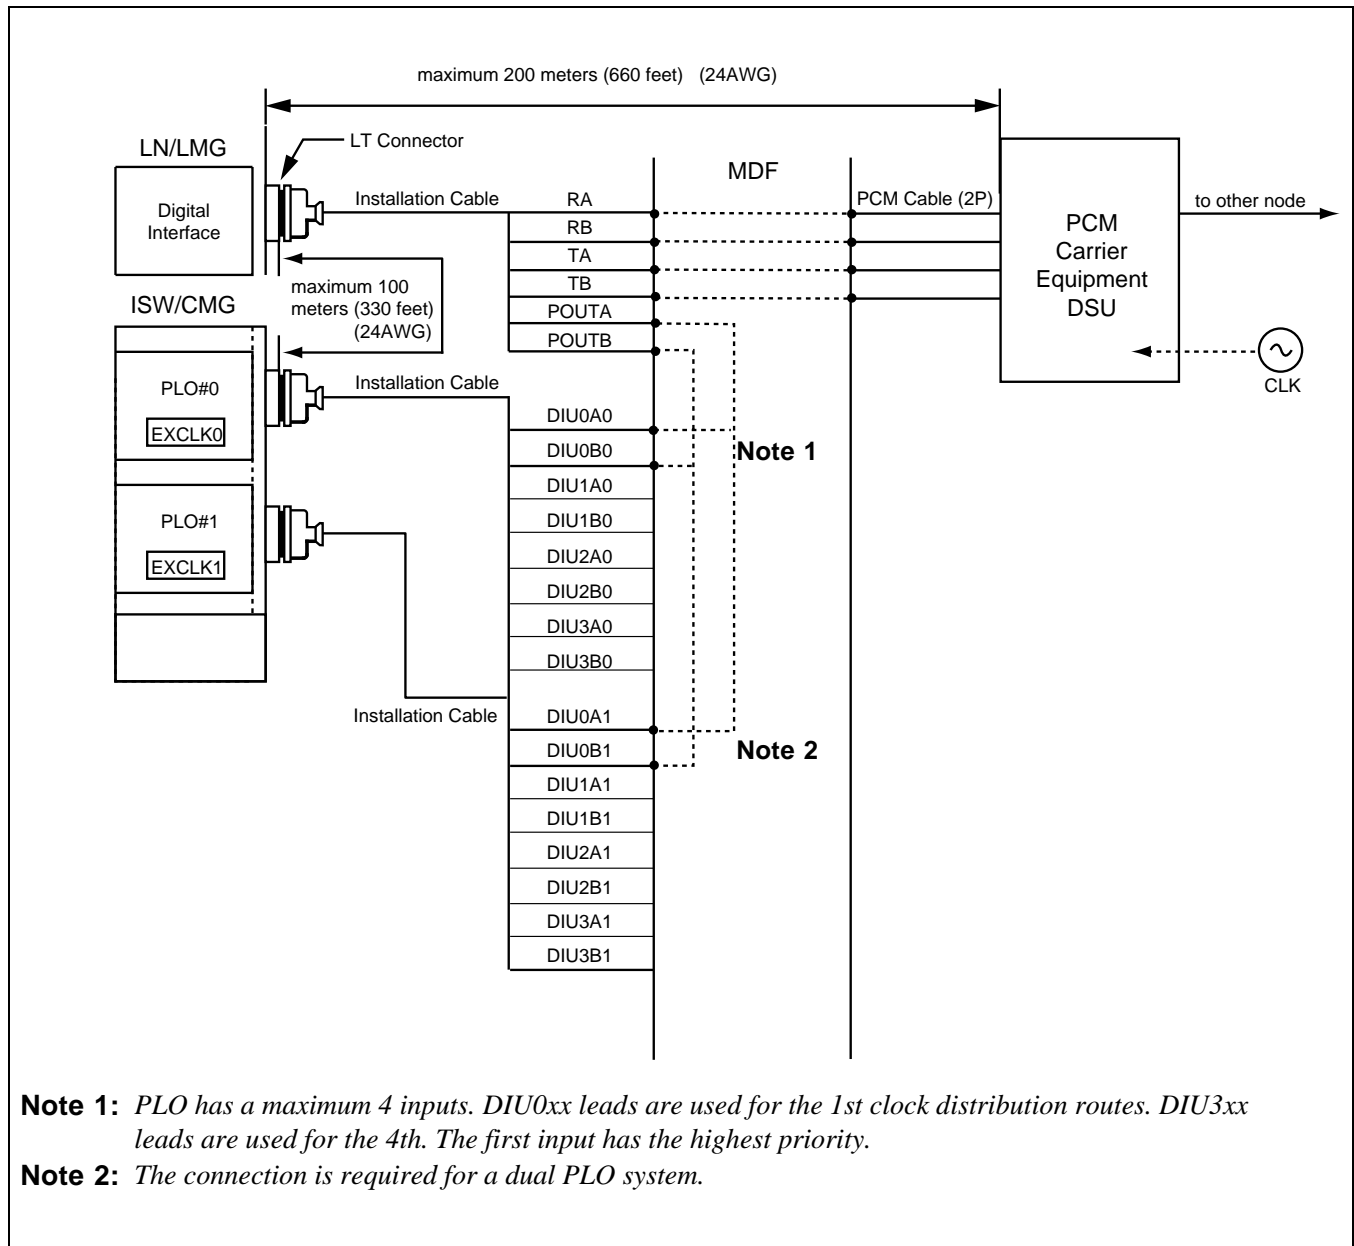 maximum 200 meters (660 feet) (24AWG)
LN/LMG
LT Connector
MDF
Digital
Interface
Installation Cable
RA
RB
TA
TB
POUTA
POUTB
PCM Cable (2P)
PCM
Carrier
Equipment
DSU
to other node
CLK
maximum 100
meters (330 feet)
(24AWG)
ISW/CMG
PLO#0
EXCLK0
Installation Cable
DIU0A0
DIU0B0
DIU1A0
DIU1B0
DIU2A0
DIU2B0
DIU3A0
DIU3B0
Note 1
PLO#1
EXCLK1
Installation Cable
DIU0A1
DIU0B1
DIU1A1
DIU1B1
DIU2A1
DIU2B1
DIU3A1
DIU3B1
Note 2
Note 1: PLO has a maximum 4 inputs. DIU0xx leads are used for the 1st clock distribution routes. DIU3xx
leads are used for the 4th. The first input has the highest priority.
Note 2: The connection is required for a dual PLO system.